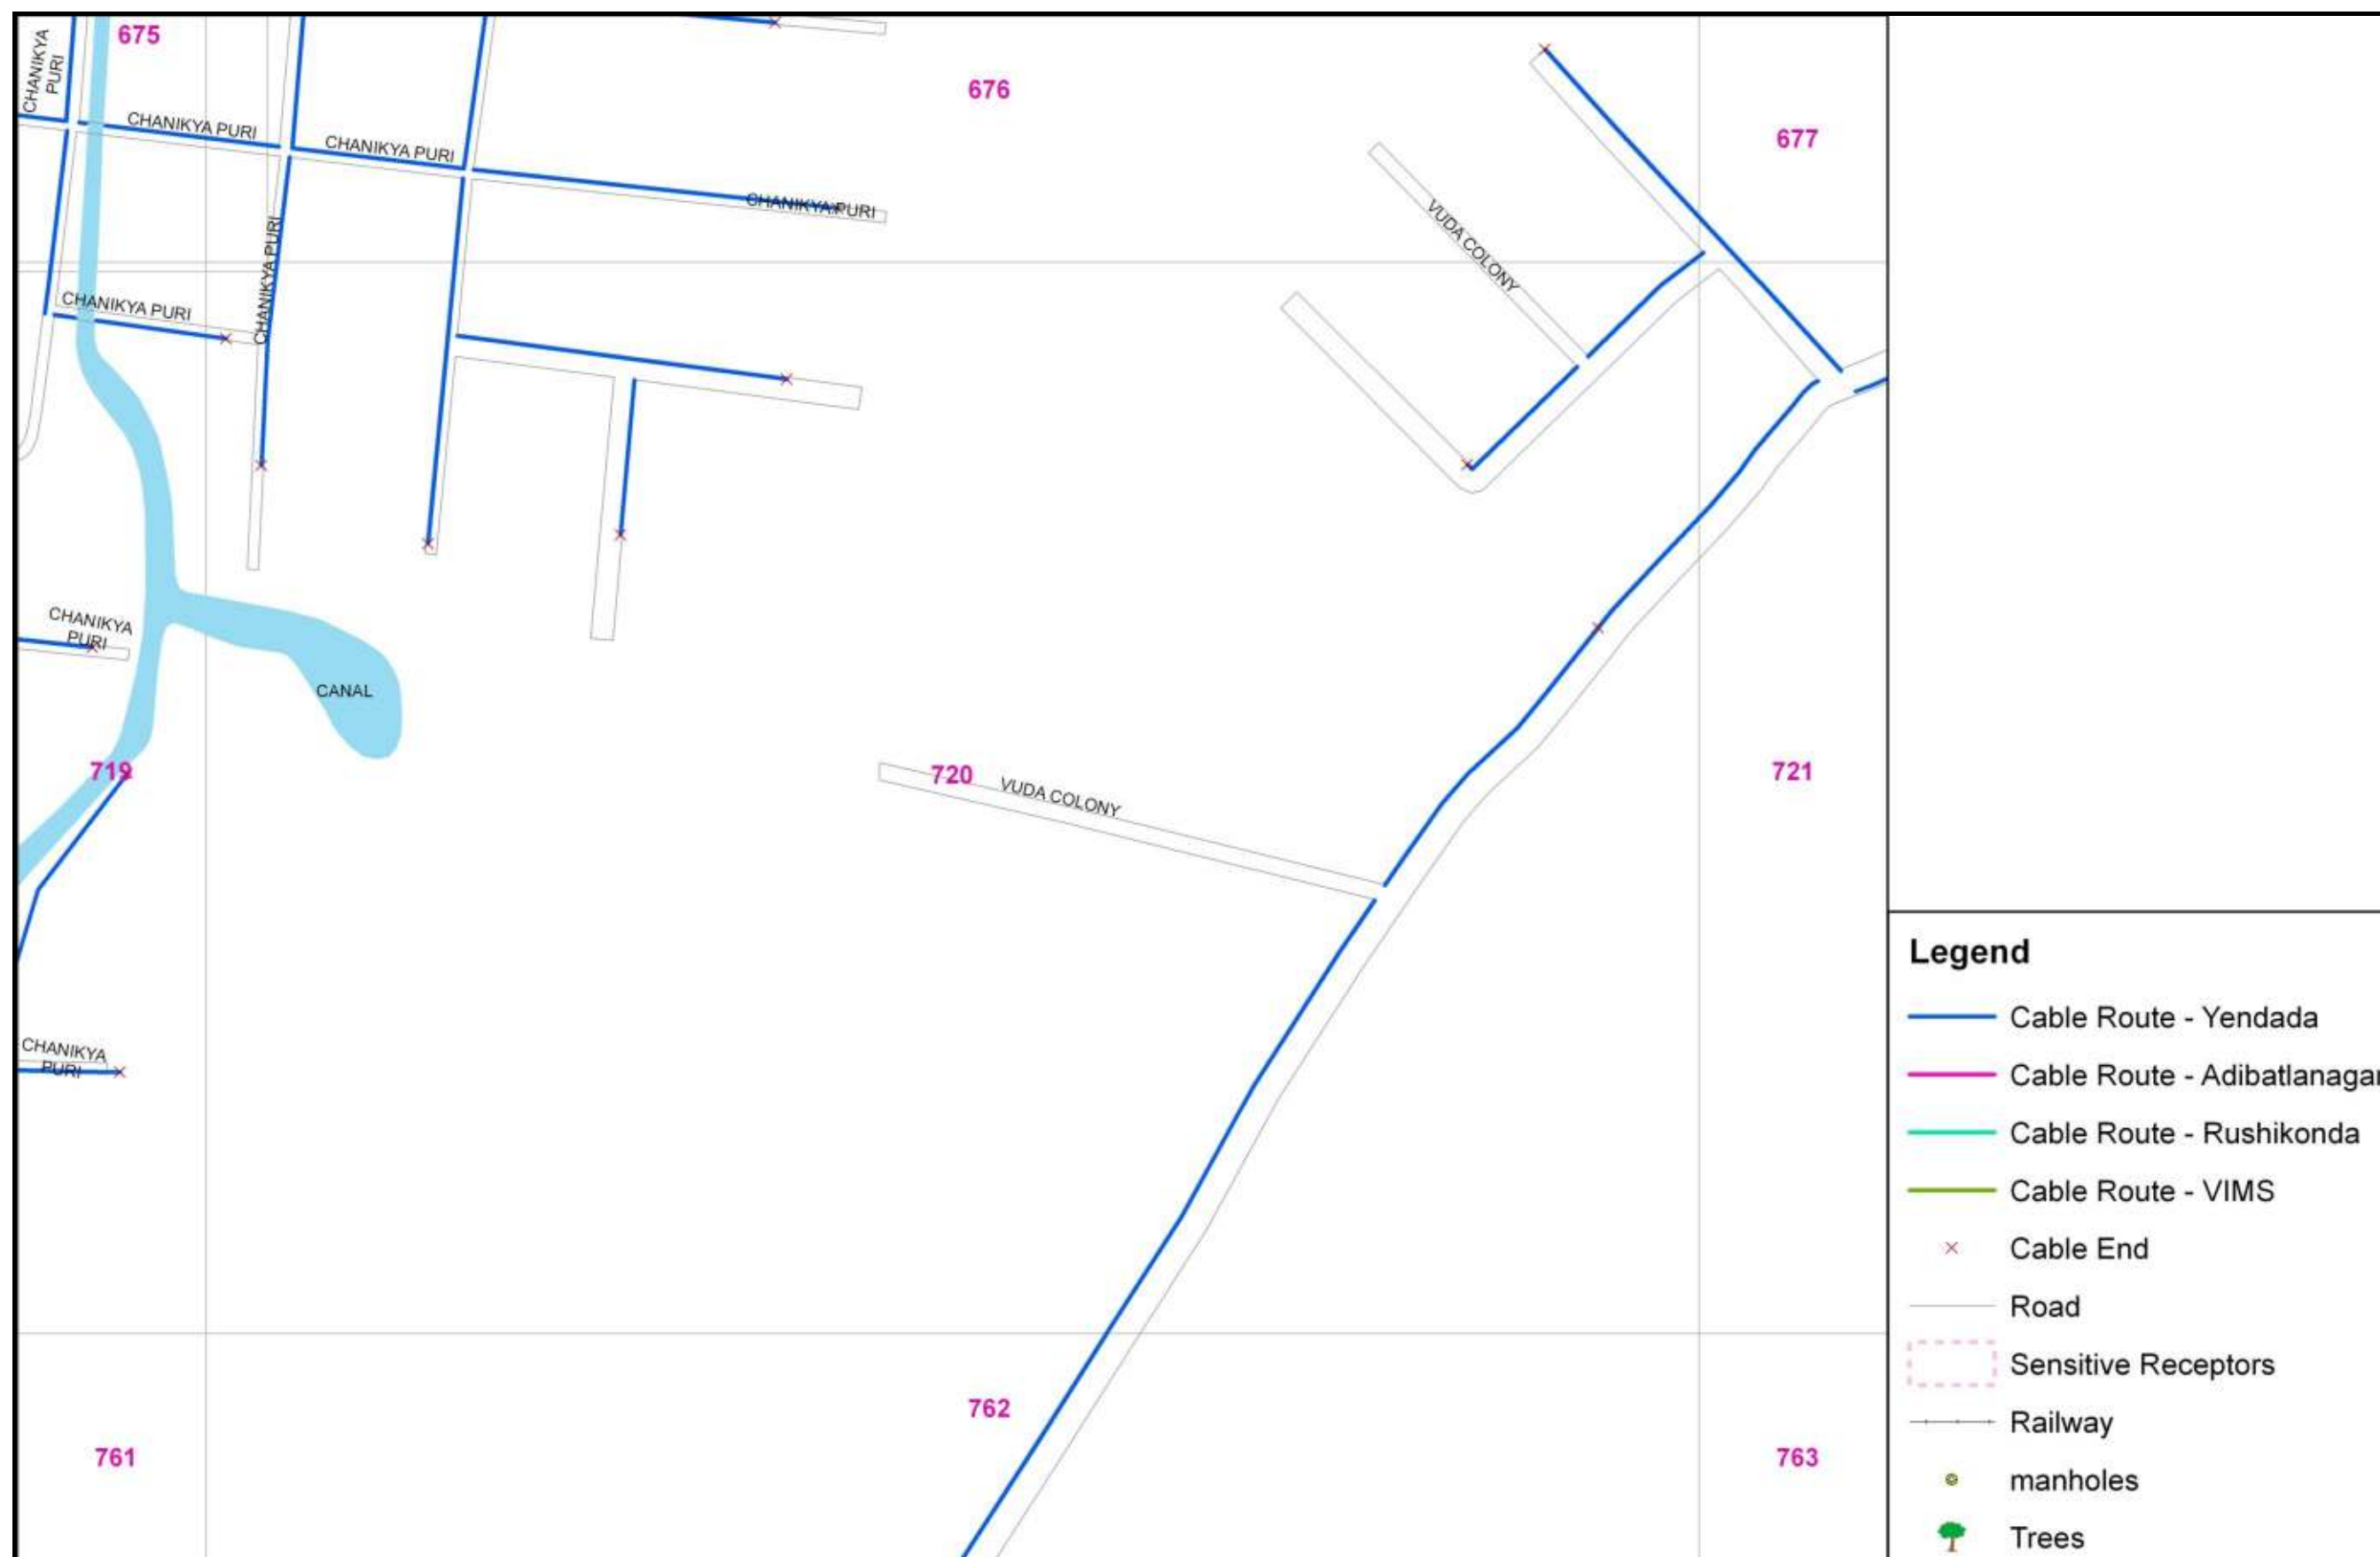 CHANIKYA
PURI
675
676
677
CHANIKYA PURI
CHANIKYA PURI
CHANIKYA PURI
CHANIKYA PURI
CHANIKYA PURI
VUDA COLONY
CHANIKYA
PURI
CANAL
719
720
721
VUDA COLONY
CHANIKYA
PURI
761
762
763
Legend
Cable Route - Yendada
Cable Route - Adibatlanagar
Cable Route - Rushikonda
Cable Route - VIMS
Cable End
Road
Sensitive Receptors
Railway
manholes
Trees